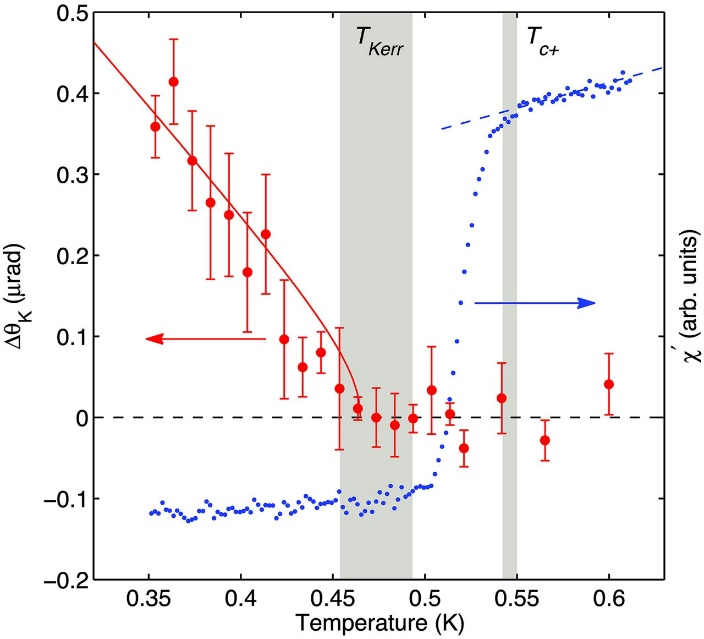 0.5
T_Kerr
T_c+
0.4
0.3
0.2
0.1
0
−0.1
−0.2
Δθ_K (μrad)
χ′ (arb. units)
0.35 0.4 0.45 0.5 0.55 0.6
Temperature (K)